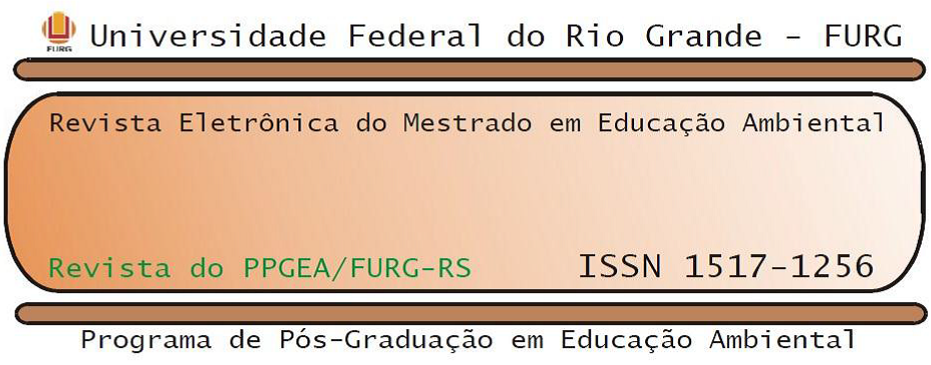 FURG
Universidade Federal do Rio Grande - FURG
Revista Eletrônica do Mestrado em Educação Ambiental
Revista do PPGEA/FURG-RS
ISSN 1517-1256
Programa de Pós-Graduação em Educação Ambiental